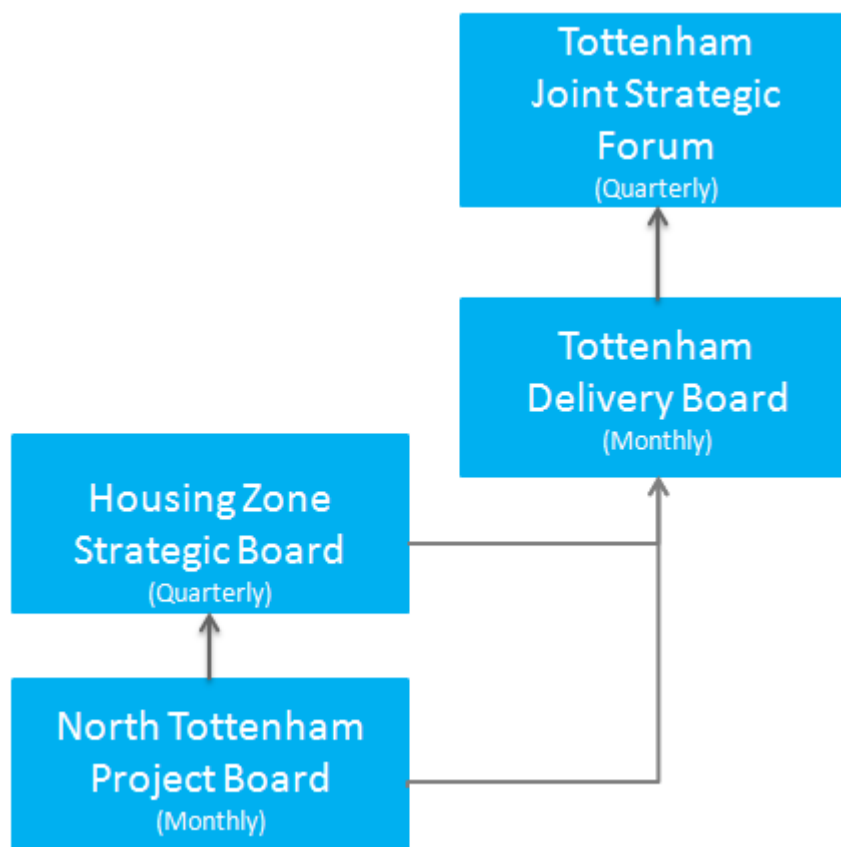 Tottenham
Joint Strategic
Forum
(Quarterly)
Tottenham
Delivery Board
(Monthly)
Housing Zone
Strategic Board
(Quarterly)
North Tottenham
Project Board
(Monthly)